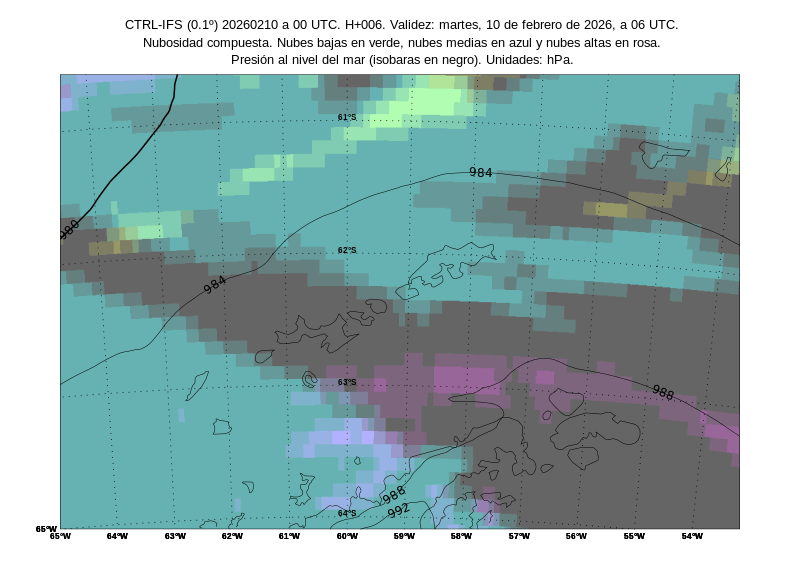 CTRL-IFS (0.1º) 20260210 a 00 UTC. H+006. Validez: martes, 10 de febrero de 2026, a 06 UTC.
Nubosidad compuesta. Nubes bajas en verde, nubes medias en azul y nubes altas en rosa.
Presión al nivel del mar (isobaras en negro). Unidades: hPa.
61°S
984
980
62°S
984
63°S
988
988
992
64°S
65°W
65°W 64°W 63°W 62°W 61°W 60°W 59°W 58°W 57°W 56°W 55°W 54°W